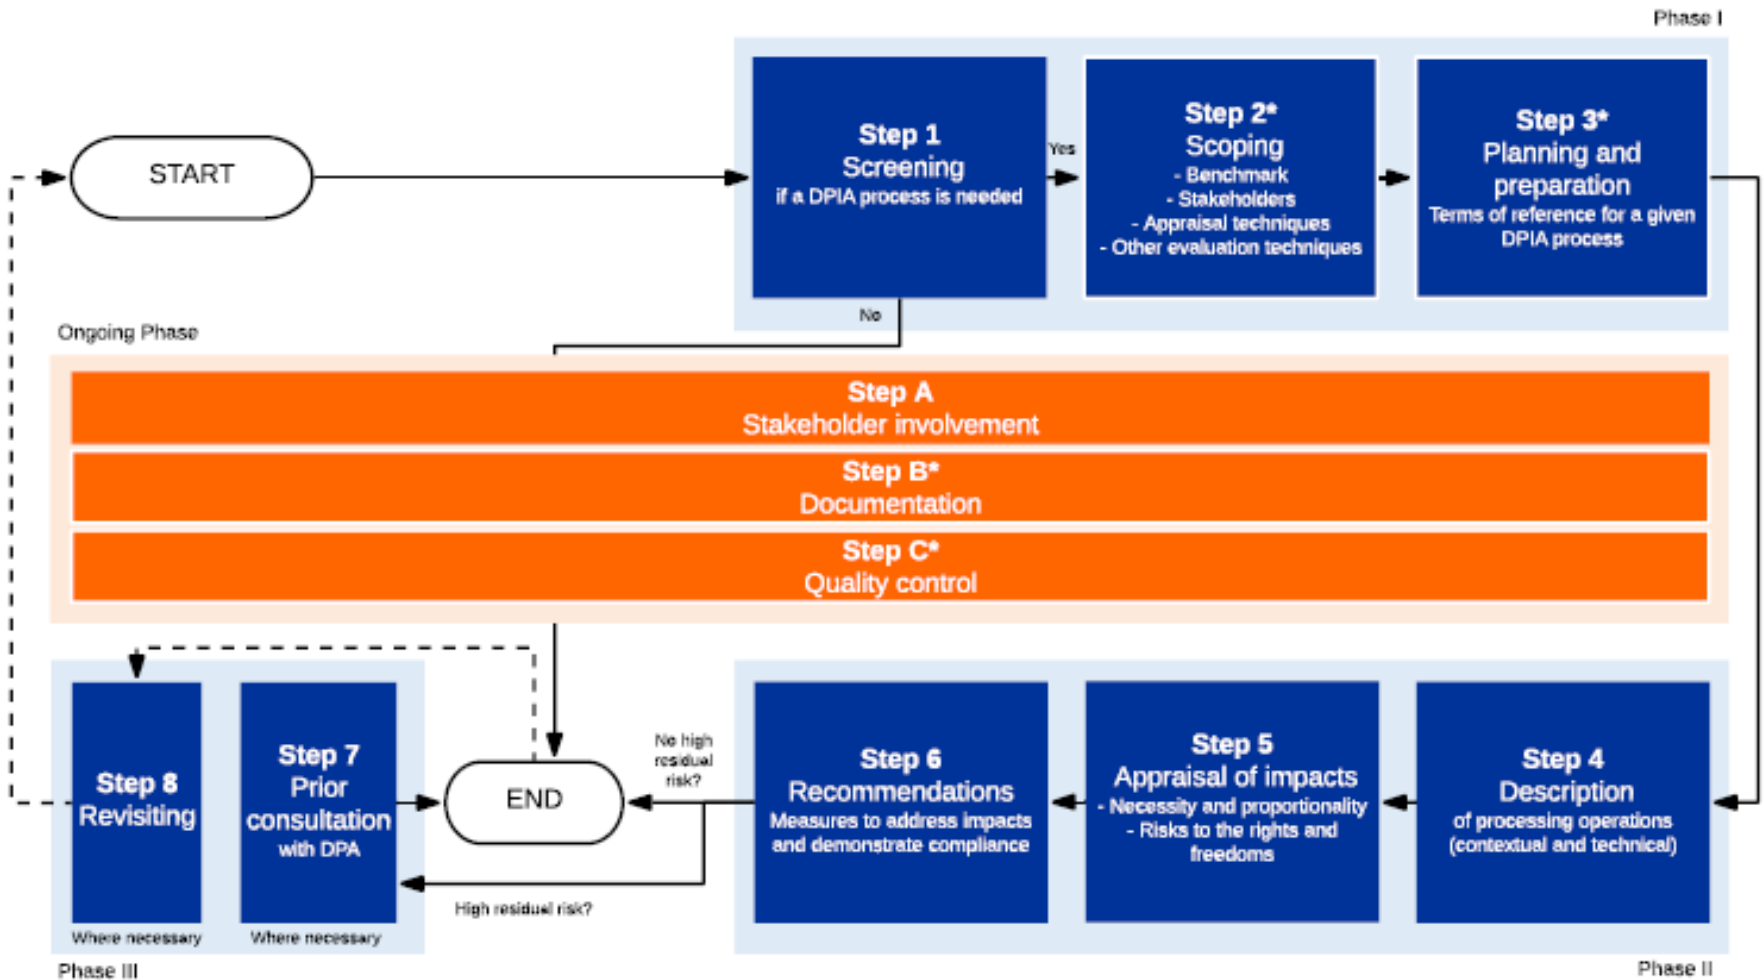 Phase I
START
Step 1
Screening
if a DPIA process is needed
Yes
Step 2*
Scoping
- Benchmark
- Stakeholders
- Appraisal techniques
- Other evaluation techniques
Step 3*
Planning and
preparation
Terms of reference for a given
DPIA process
No
Ongoing Phase
Step A
Stakeholder involvement
Step B*
Documentation
Step C*
Quality control
Step 8
Revisiting
Where necessary
Step 7
Prior
consultation
with DPA
Where necessary
Phase III
END
No high
residual
risk?
High residual risk?
Step 6
Recommendations
Measures to address impacts
and demonstrate compliance
Step 5
Appraisal of impacts
- Necessity and proportionality
- Risks to the rights and
freedoms
Step 4
Description
of processing operations
(contextual and technical)
Phase II